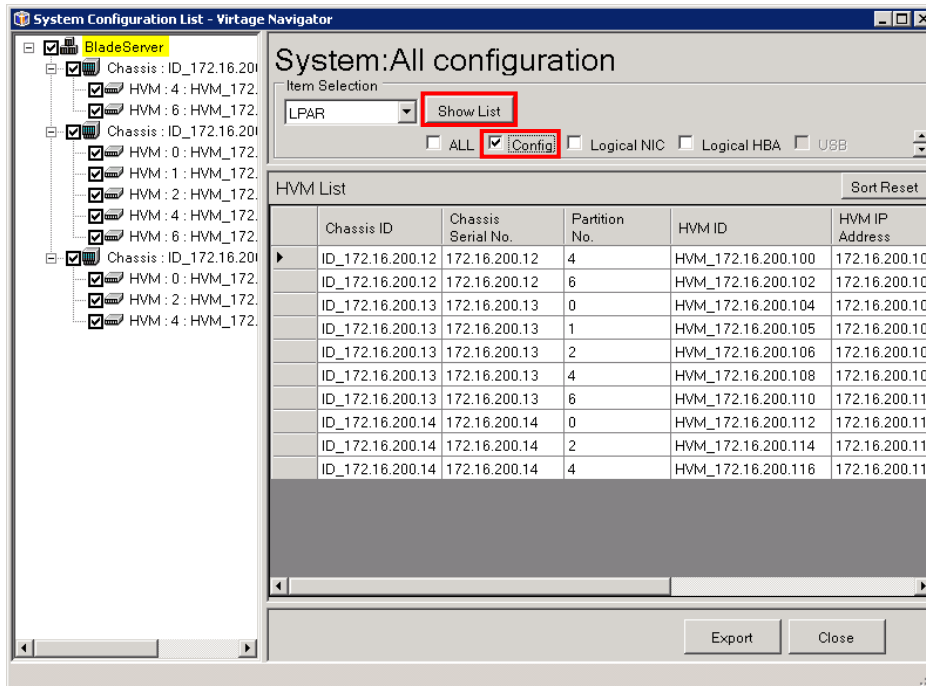 System Configuration List - Virtage Navigator
BladeServer
Chassis : ID_172.16.20
HVM : 4 : HVM_172.
HVM : 6 : HVM_172.
Chassis : ID_172.16.20
HVM : 0 : HVM_172.
HVM : 1 : HVM_172.
HVM : 2 : HVM_172.
HVM : 4 : HVM_172.
HVM : 6 : HVM_172.
Chassis : ID_172.16.20
HVM : 0 : HVM_172.
HVM : 2 : HVM_172.
HVM : 4 : HVM_172.
System:All configuration
Item Selection
LPAR Show List
ALL Config Logical NIC Logical HBA USB
HVM List Sort Reset
Chassis ID Chassis Serial No. Partition No. HVM ID HVM IP Address
ID_172.16.200.12 172.16.200.12 4 HVM_172.16.200.100 172.16.200.10
ID_172.16.200.12 172.16.200.12 6 HVM_172.16.200.102 172.16.200.10
ID_172.16.200.13 172.16.200.13 0 HVM_172.16.200.104 172.16.200.10
ID_172.16.200.13 172.16.200.13 1 HVM_172.16.200.105 172.16.200.10
ID_172.16.200.13 172.16.200.13 2 HVM_172.16.200.106 172.16.200.10
ID_172.16.200.13 172.16.200.13 4 HVM_172.16.200.108 172.16.200.10
ID_172.16.200.13 172.16.200.13 6 HVM_172.16.200.110 172.16.200.11
ID_172.16.200.14 172.16.200.14 0 HVM_172.16.200.112 172.16.200.11
ID_172.16.200.14 172.16.200.14 2 HVM_172.16.200.114 172.16.200.11
ID_172.16.200.14 172.16.200.14 4 HVM_172.16.200.116 172.16.200.11
Export Close